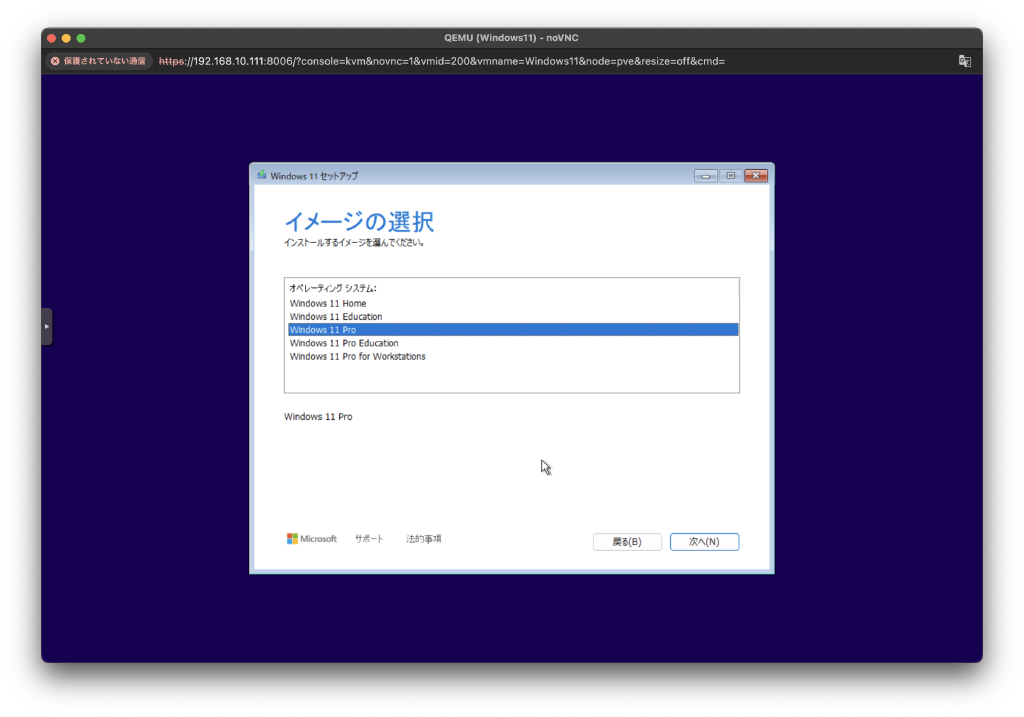 QEMU (Windows11) - noVNC
保護されていない通信 https://192.168.10.111:8006/?console=kvm&novnc=1&vmid=200&vmname=Windows11&node=pve&resize=off&cmd=
Windows 11 セットアップ
イメージの選択
インストールするイメージを選んでください。
オペレーティング システム:
Windows 11 Home
Windows 11 Education
Windows 11 Pro
Windows 11 Pro Education
Windows 11 Pro for Workstations
Windows 11 Pro
Microsoft サポート 法的事項 戻る(B) 次へ(N)